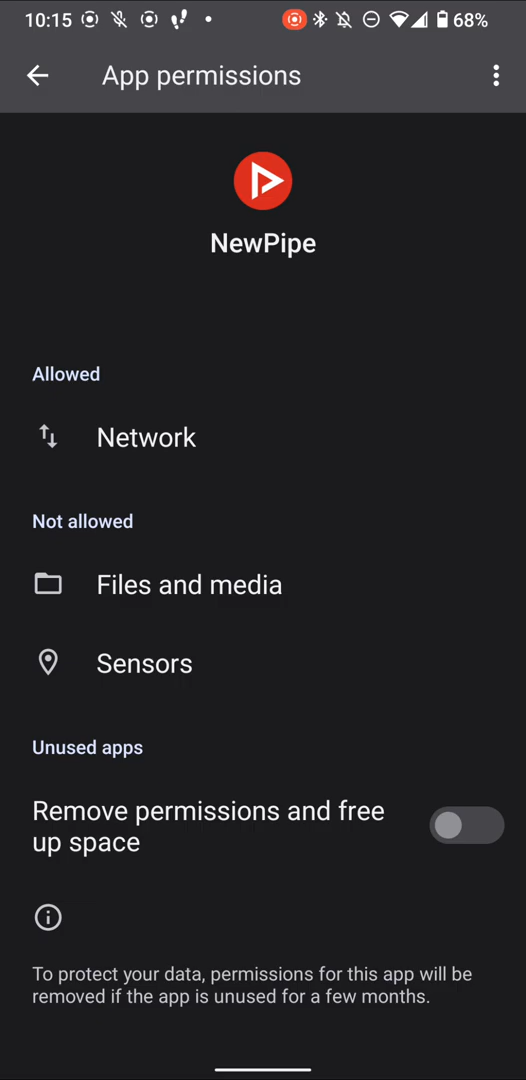 10:15 68%
App permissions
NewPipe
Allowed
Network
Not allowed
Files and media
Sensors
Unused apps
Remove permissions and free
up space
To protect your data, permissions for this app will be
removed if the app is unused for a few months.